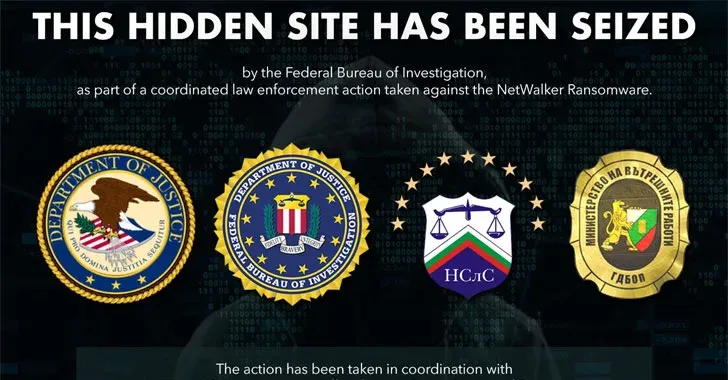 THIS HIDDEN SITE HAS BEEN SEIZED
by the Federal Bureau of Investigation,
as part of a coordinated law enforcement action taken against the NetWalker Ransomware.
DEPARTMENT OF JUSTICE
QUI PRO DOMINA JUSTITIA SEQUITUR
DEPARTMENT OF JUSTICE
FIDELITY BRAVERY INTEGRITY
FEDERAL BUREAU OF INVESTIGATION
НСлС
МИНИСТЕРСТВО НА ВЪТРЕШНИТЕ РАБОТИ
ГДБОП
The action has been taken in coordination with